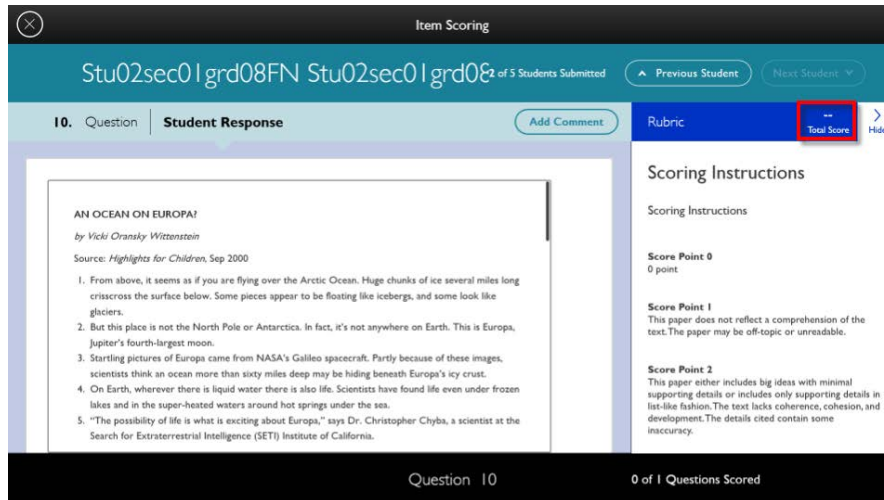 Item Scoring
Stu02sec01grd08FN Stu02sec01grd08
2 of 5 Students Submitted
Previous Student
Next Student
10. Question
Student Response
Add Comment
Rubric
--
Total Score
Hide
AN OCEAN ON EUROPA?
by Vicki Oransky Wittenstein
Source: Highlights for Children, Sep 2000
1. From above, it seems as if you are flying over the Arctic Ocean. Huge chunks of ice several miles long
crisscross the surface below. Some pieces appear to be floating like icebergs, and some look like
glaciers.
2. But this place is not the North Pole or Antarctica. In fact, it's not anywhere on Earth. This is Europa,
Jupiter's fourth-largest moon.
3. Startling pictures of Europa came from NASA's Galileo spacecraft. Partly because of these images,
scientists think an ocean more than sixty miles deep may be hiding beneath Europa's icy crust.
4. On Earth, wherever there is liquid water there is also life. Scientists have found life even under frozen
lakes and in the super-heated waters around hot springs under the sea.
5. "The possibility of life is what is exciting about Europa," says Dr. Christopher Chyba, a scientist at the
Search for Extraterrestrial Intelligence (SETI) Institute of California.
Scoring Instructions
Scoring Instructions
Score Point 0
0 point
Score Point 1
This paper does not reflect a comprehension of the
text. The paper may be off-topic or unreadable.
Score Point 2
This paper either includes big ideas with minimal
supporting details or includes only supporting details in
list-like fashion. The text lacks coherence, cohesion, and
development. The details cited contain some
inaccuracy.
Question 10
0 of 1 Questions Scored